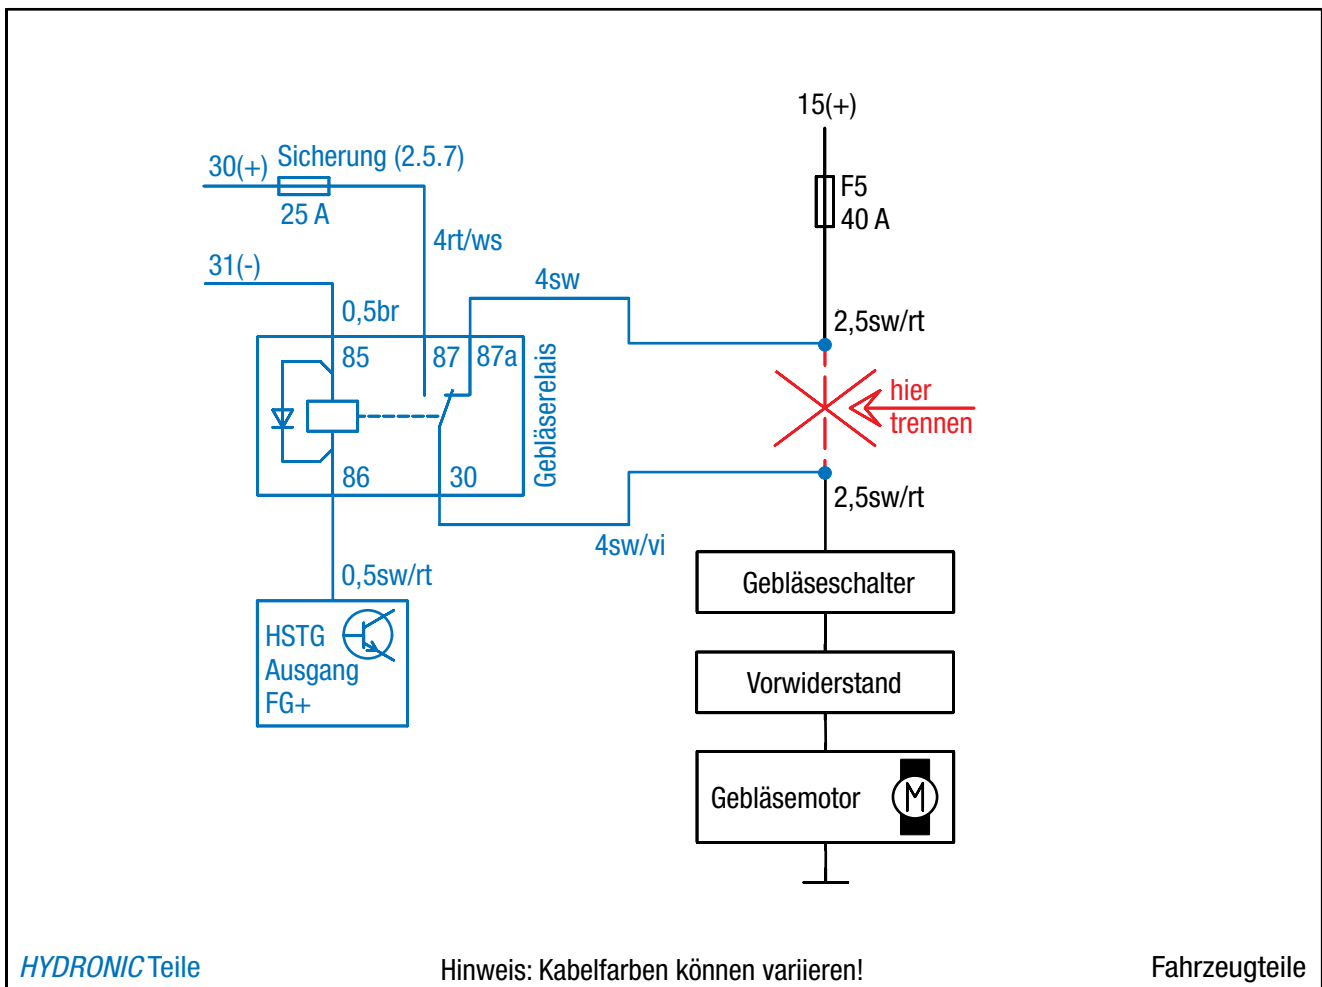 15(+)
30(+)
Sicherung (2.5.7)
25 A
F5
40 A
4rt/ws
31(-)
4sw
0,5br
2,5sw/rt
85
87
87a
Gebläserelais
hier
trennen
86
30
2,5sw/rt
4sw/vi
0,5sw/rt
Gebläseschalter
HSTG
Ausgang
FG+
Vorwiderstand
Gebläsemotor
M
HYDRONIC Teile
Hinweis: Kabelfarben können variieren!
Fahrzeugteile